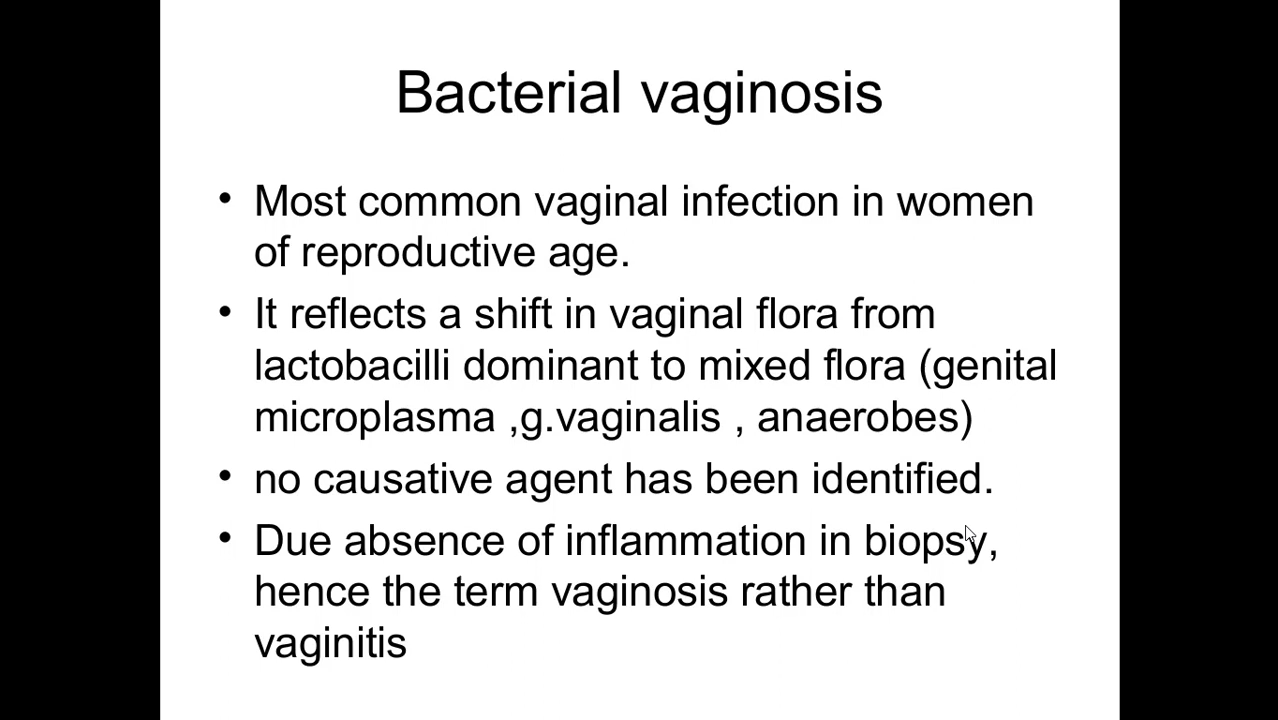 Bacterial vaginosis
• Most common vaginal infection in women
of reproductive age.
• It reflects a shift in vaginal flora from
lactobacilli dominant to mixed flora (genital
microplasma ,g.vaginalis , anaerobes)
• no causative agent has been identified.
• Due absence of inflammation in biopsy,
hence the term vaginosis rather than
vaginitis